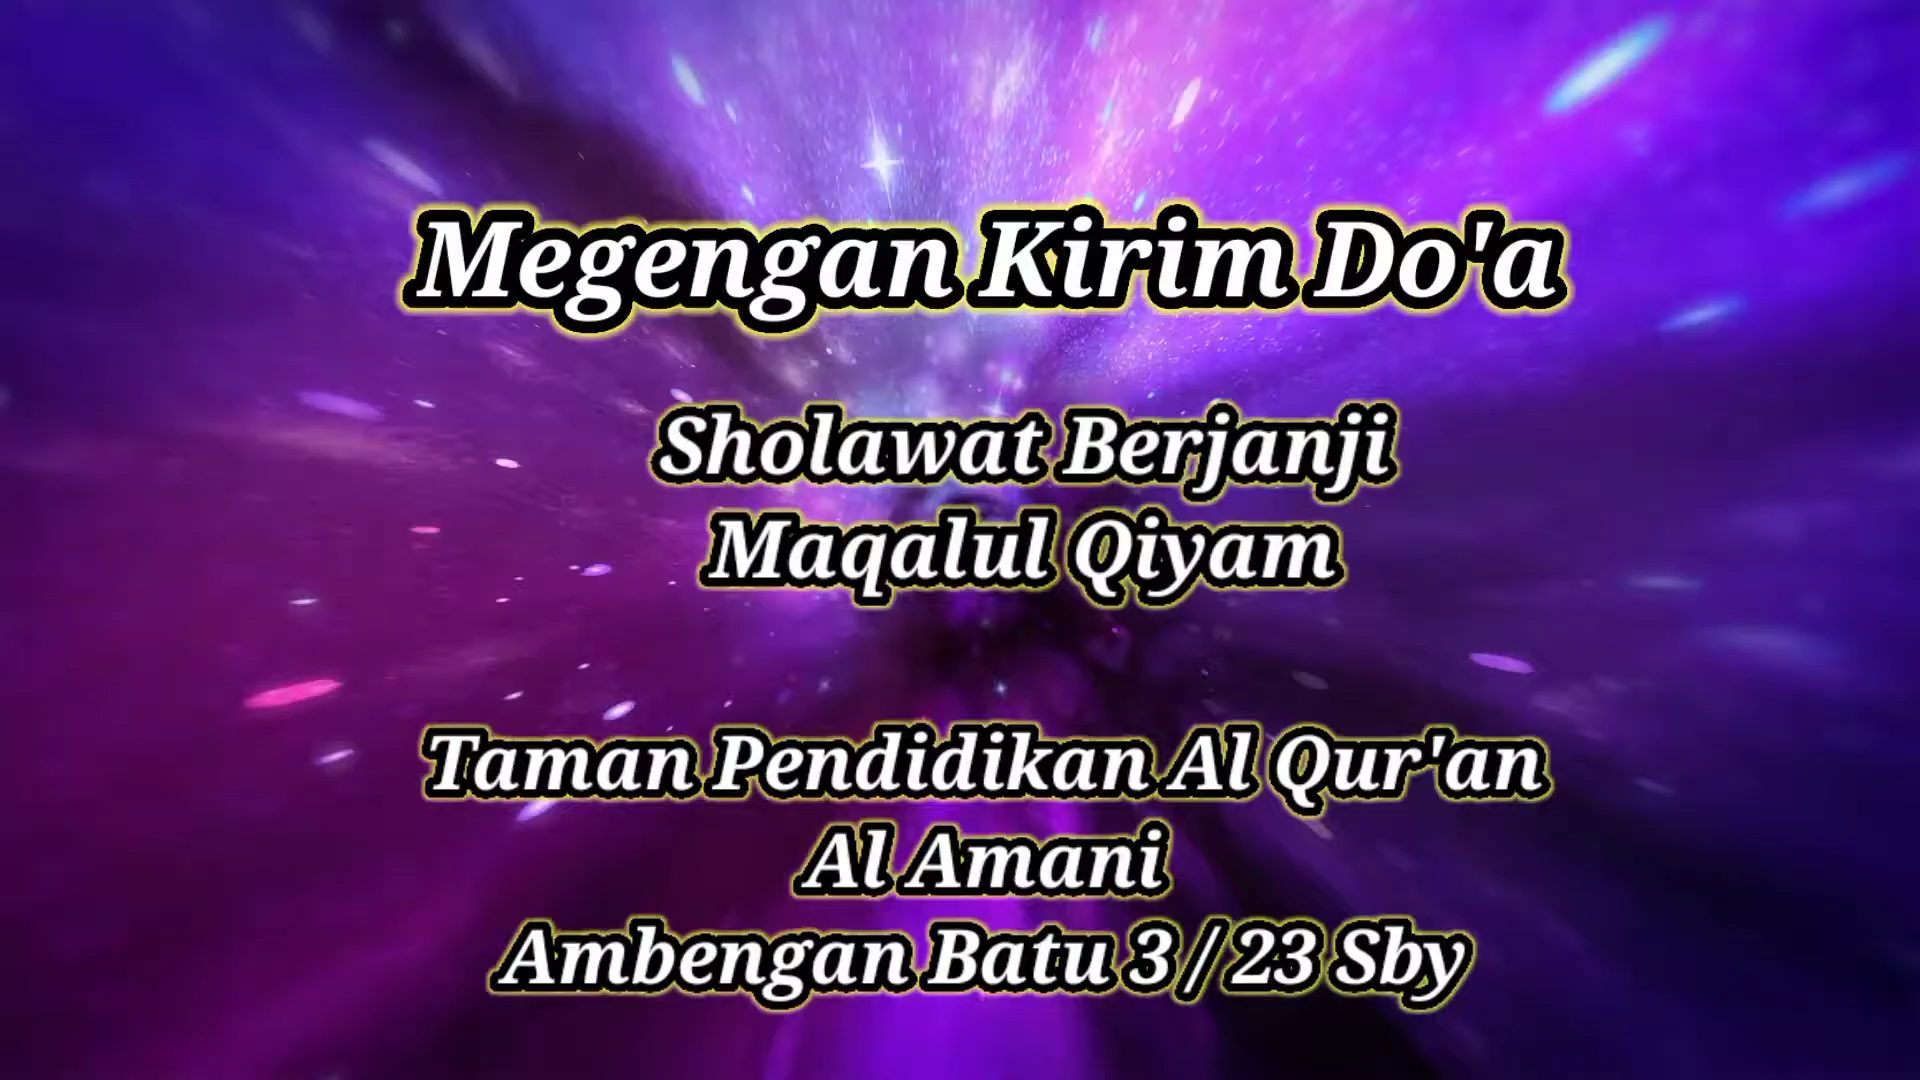 Megengan Kirim Do'a
Sholawat Berjanji
Maqalul Qiyam
Taman Pendidikan Al Qur'an
Al Amani
Ambengan Batu 3 / 23 Sby